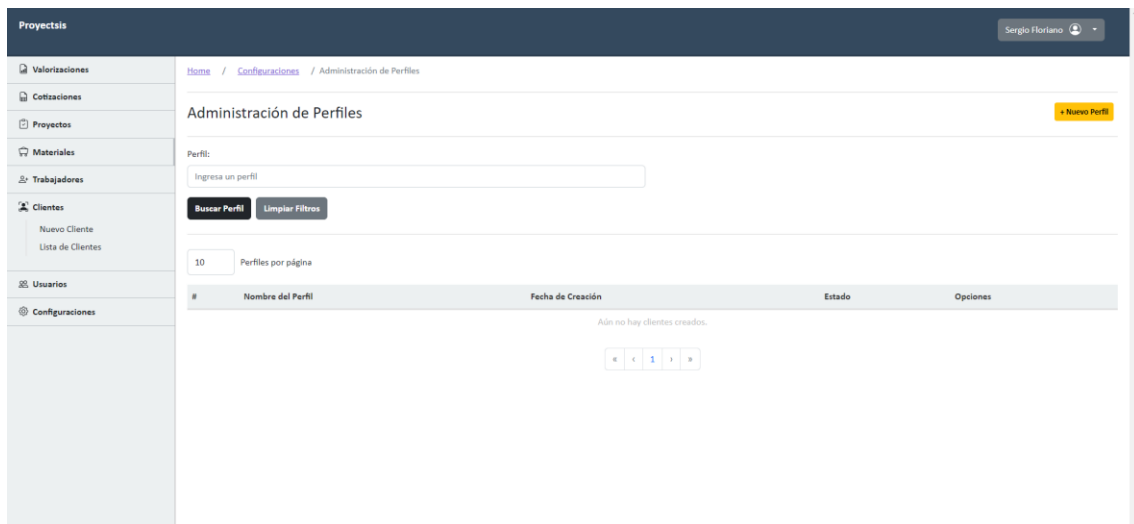 Proyectsis
Sergio Floriano
Valorizaciones
Cotizaciones
Proyectos
Materiales
Trabajadores
Clientes
Nuevo Cliente
Lista de Clientes
Usuarios
Configuraciones
Home / Configuraciones / Administración de Perfiles
Administración de Perfiles
+ Nuevo Perfil
Perfil:
Ingresa un perfil
Buscar Perfil Limpiar Filtros
10 Perfiles por página
# Nombre del Perfil Fecha de Creación Estado Opciones
Aún no hay clientes creados.
« ‹ 1 › »